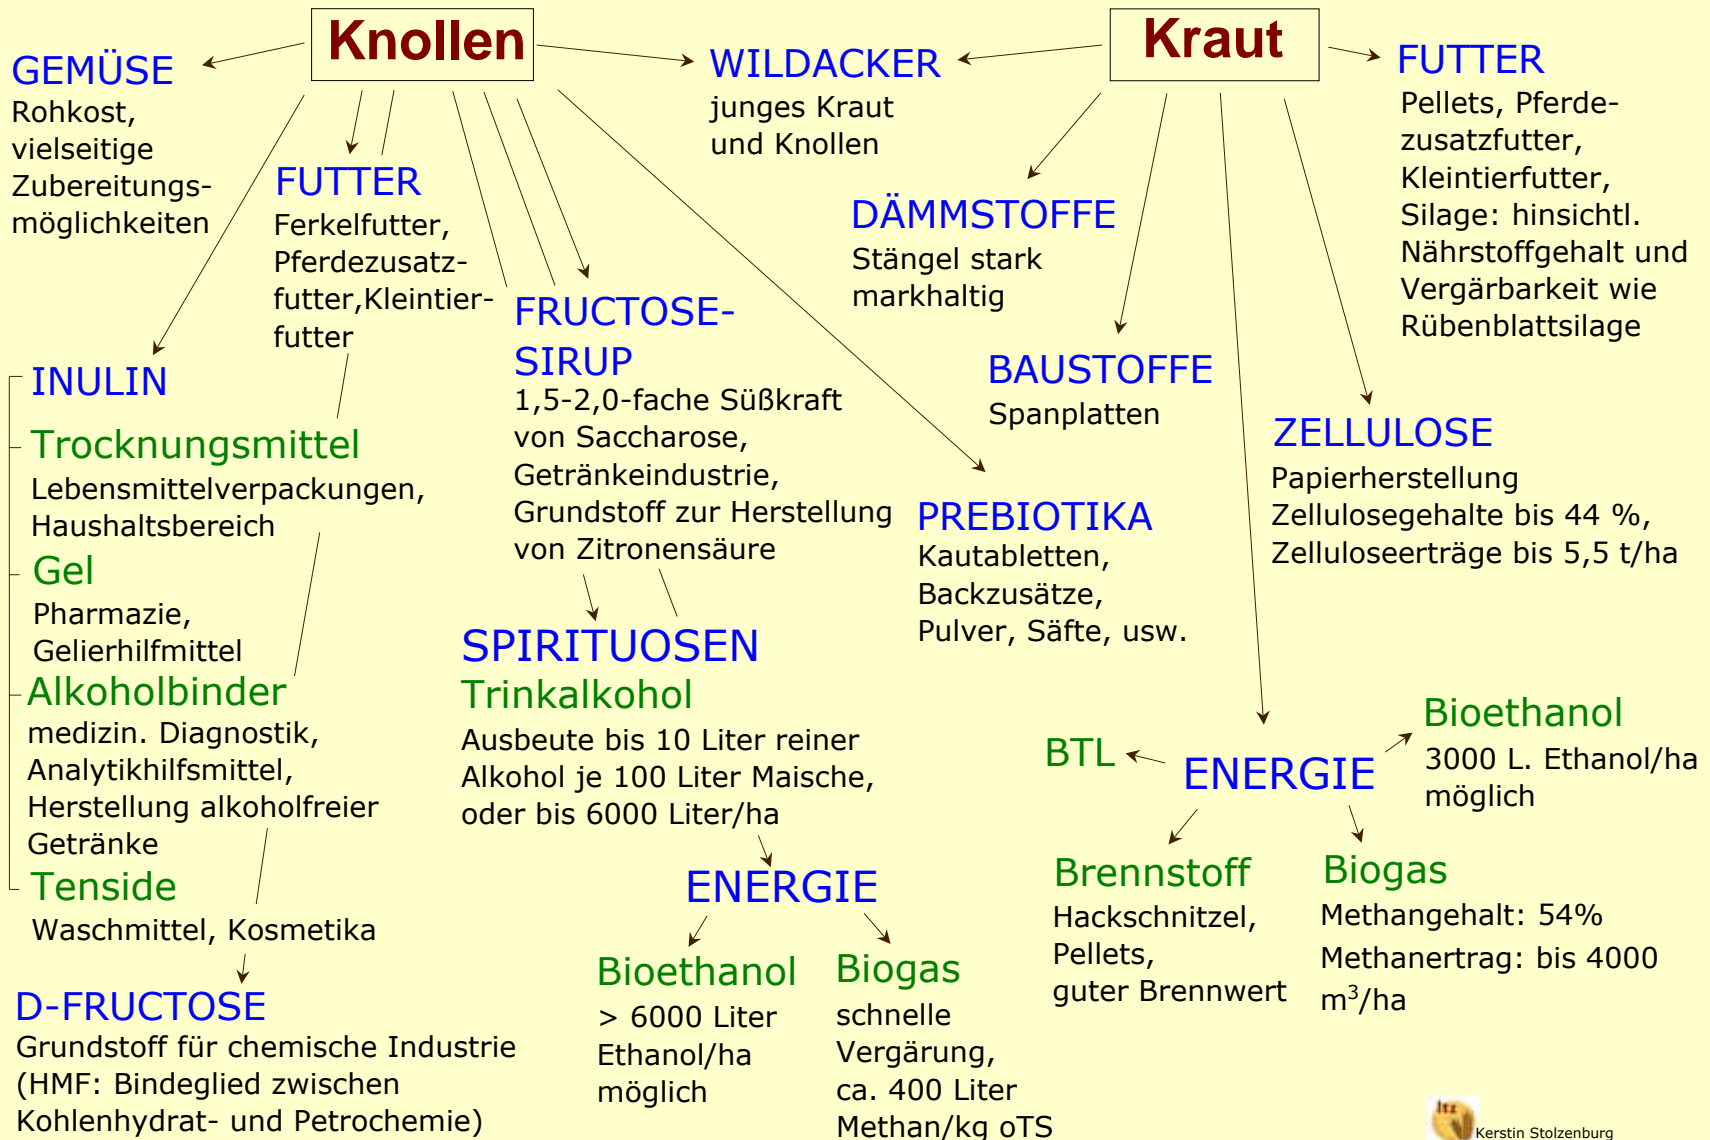 Knollen
Kraut
GEMÜSE
Rohkost,
vielseitige
Zubereitungs-
möglichkeiten
FUTTER
Ferkelfutter,
Pferdezusatz-
futter,Kleintier-
futter
WILDACKER
junges Kraut
und Knollen
FUTTER
Pellets, Pferde-
zusatzfutter,
Kleintierfutter,
Silage: hinsichtl.
Nährstoffgehalt und
Vergärbarkeit wie
Rübenblattsilage
DÄMMSTOFFE
Stängel stark
markhaltig
FRUCTOSE-
SIRUP
1,5-2,0-fache Süßkraft
von Saccharose,
Getränkeindustrie,
Grundstoff zur Herstellung
von Zitronensäure
BAUSTOFFE
Spanplatten
ZELLULOSE
Papierherstellung
Zellulosegehalte bis 44 %,
Zelluloseerträge bis 5,5 t/ha
INULIN
Trocknungsmittel
Lebensmittelverpackungen,
Haushaltsbereich
Gel
Pharmazie,
Gelierhilfmittel
Alkoholbinder
medizin. Diagnostik,
Analytikhilfsmittel,
Herstellung alkoholfreier
Getränke
Tenside
Waschmittel, Kosmetika
D-FRUCTOSE
Grundstoff für chemische Industrie
(HMF: Bindeglied zwischen
Kohlenhydrat- und Petrochemie)
PREBIOTIKA
Kautabletten,
Backzusätze,
Pulver, Säfte, usw.
SPIRITUOSEN
Trinkalkohol
Ausbeute bis 10 Liter reiner
Alkohol je 100 Liter Maische,
oder bis 6000 Liter/ha
ENERGIE
Bioethanol
> 6000 Liter
Ethanol/ha
möglich
Biogas
schnelle
Vergärung,
ca. 400 Liter
Methan/kg oTS
BTL
ENERGIE
Bioethanol
3000 L. Ethanol/ha
möglich
Brennstoff
Hackschnitzel,
Pellets,
guter Brennwert
Biogas
Methangehalt: 54%
Methanertrag: bis 4000
m³/ha
ltz
Kerstin Stolzenburg